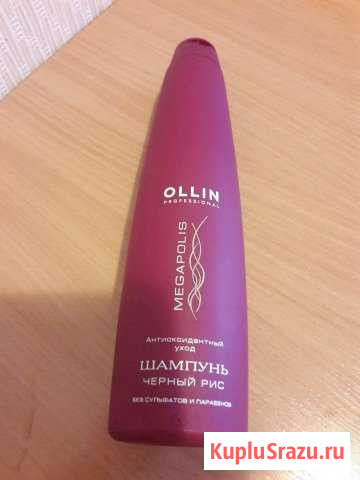 OLLIN
PROFESSIONAL
MEGAPOLIS
Антиоксидантный
уход
ШАМПУНЬ
ЧЕРНЫЙ РИС
БЕЗ СУЛЬФАТОВ И ПАРАБЕНОВ
KupluSrazu.ru